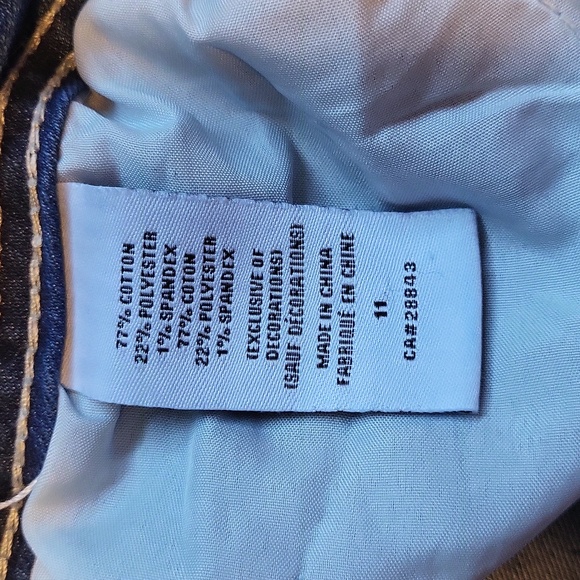 77% COTTON
22% POLYESTER
1% SPANDEX
77% COTON
22% POLYESTER
1% SPANDEX
(EXCLUSIVE OF
DECORATIONS)
(SAUF DÉCORATIONS)
MADE IN CHINA
FABRIQUÉ EN CHINE
11
CA#28843